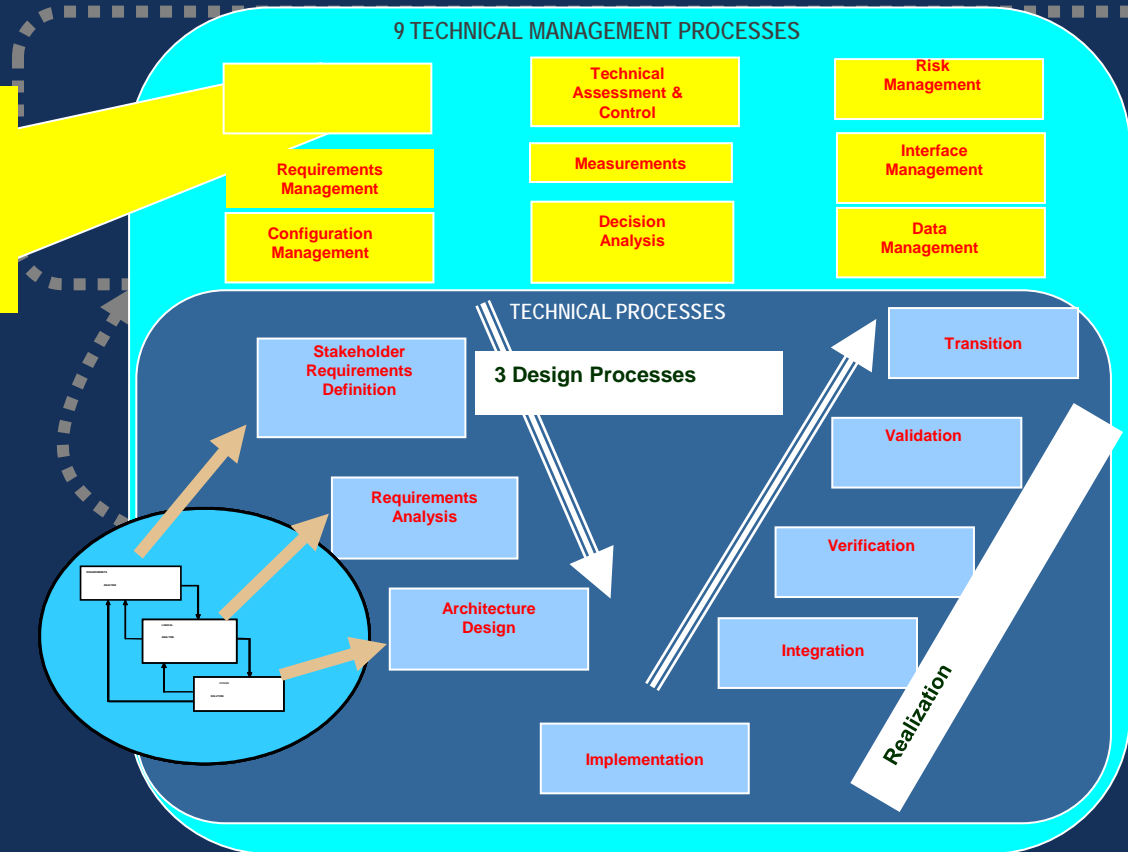 9 TECHNICAL MANAGEMENT PROCESSES
Technical
Assessment &
Control
Risk
Management
Requirements
Management
Measurements
Interface
Management
Configuration
Management
Decision
Analysis
Data
Management
TECHNICAL PROCESSES
Stakeholder
Requirements
Definition
3 Design Processes
Transition
Validation
Requirements
Analysis
Verification
Architecture
Design
Integration
Realization
Implementation